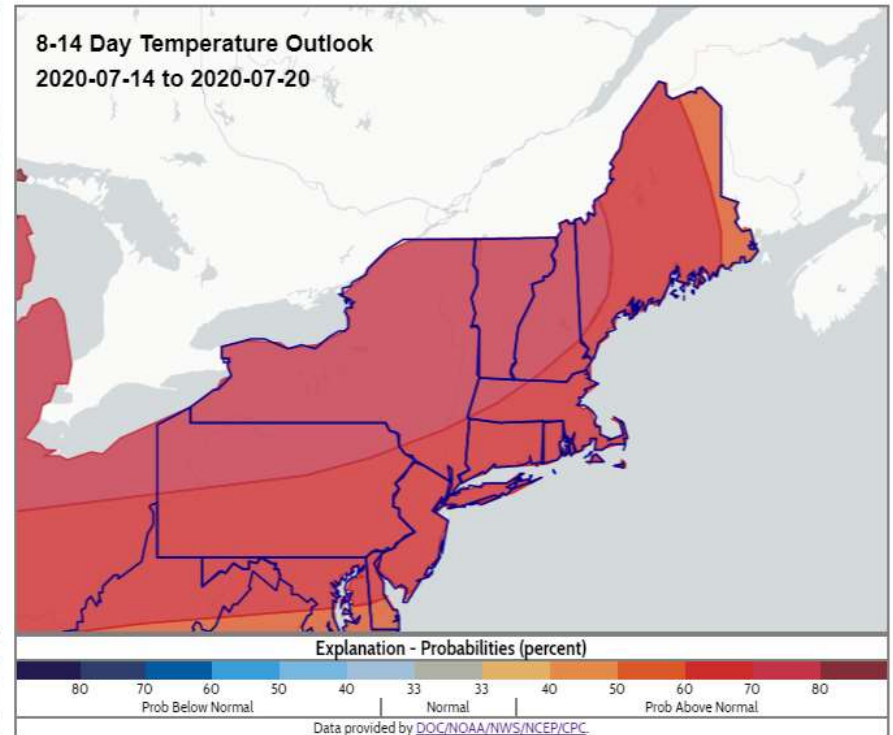 8-14 Day Temperature Outlook
2020-07-14 to 2020-07-20
Explanation - Probabilities (percent)
80 70 60 50 40 33 33 40 50 60 70 80
Prob Below Normal Normal Prob Above Normal
Data provided by DOC/NOAA/NWS/NCEP/CPC.